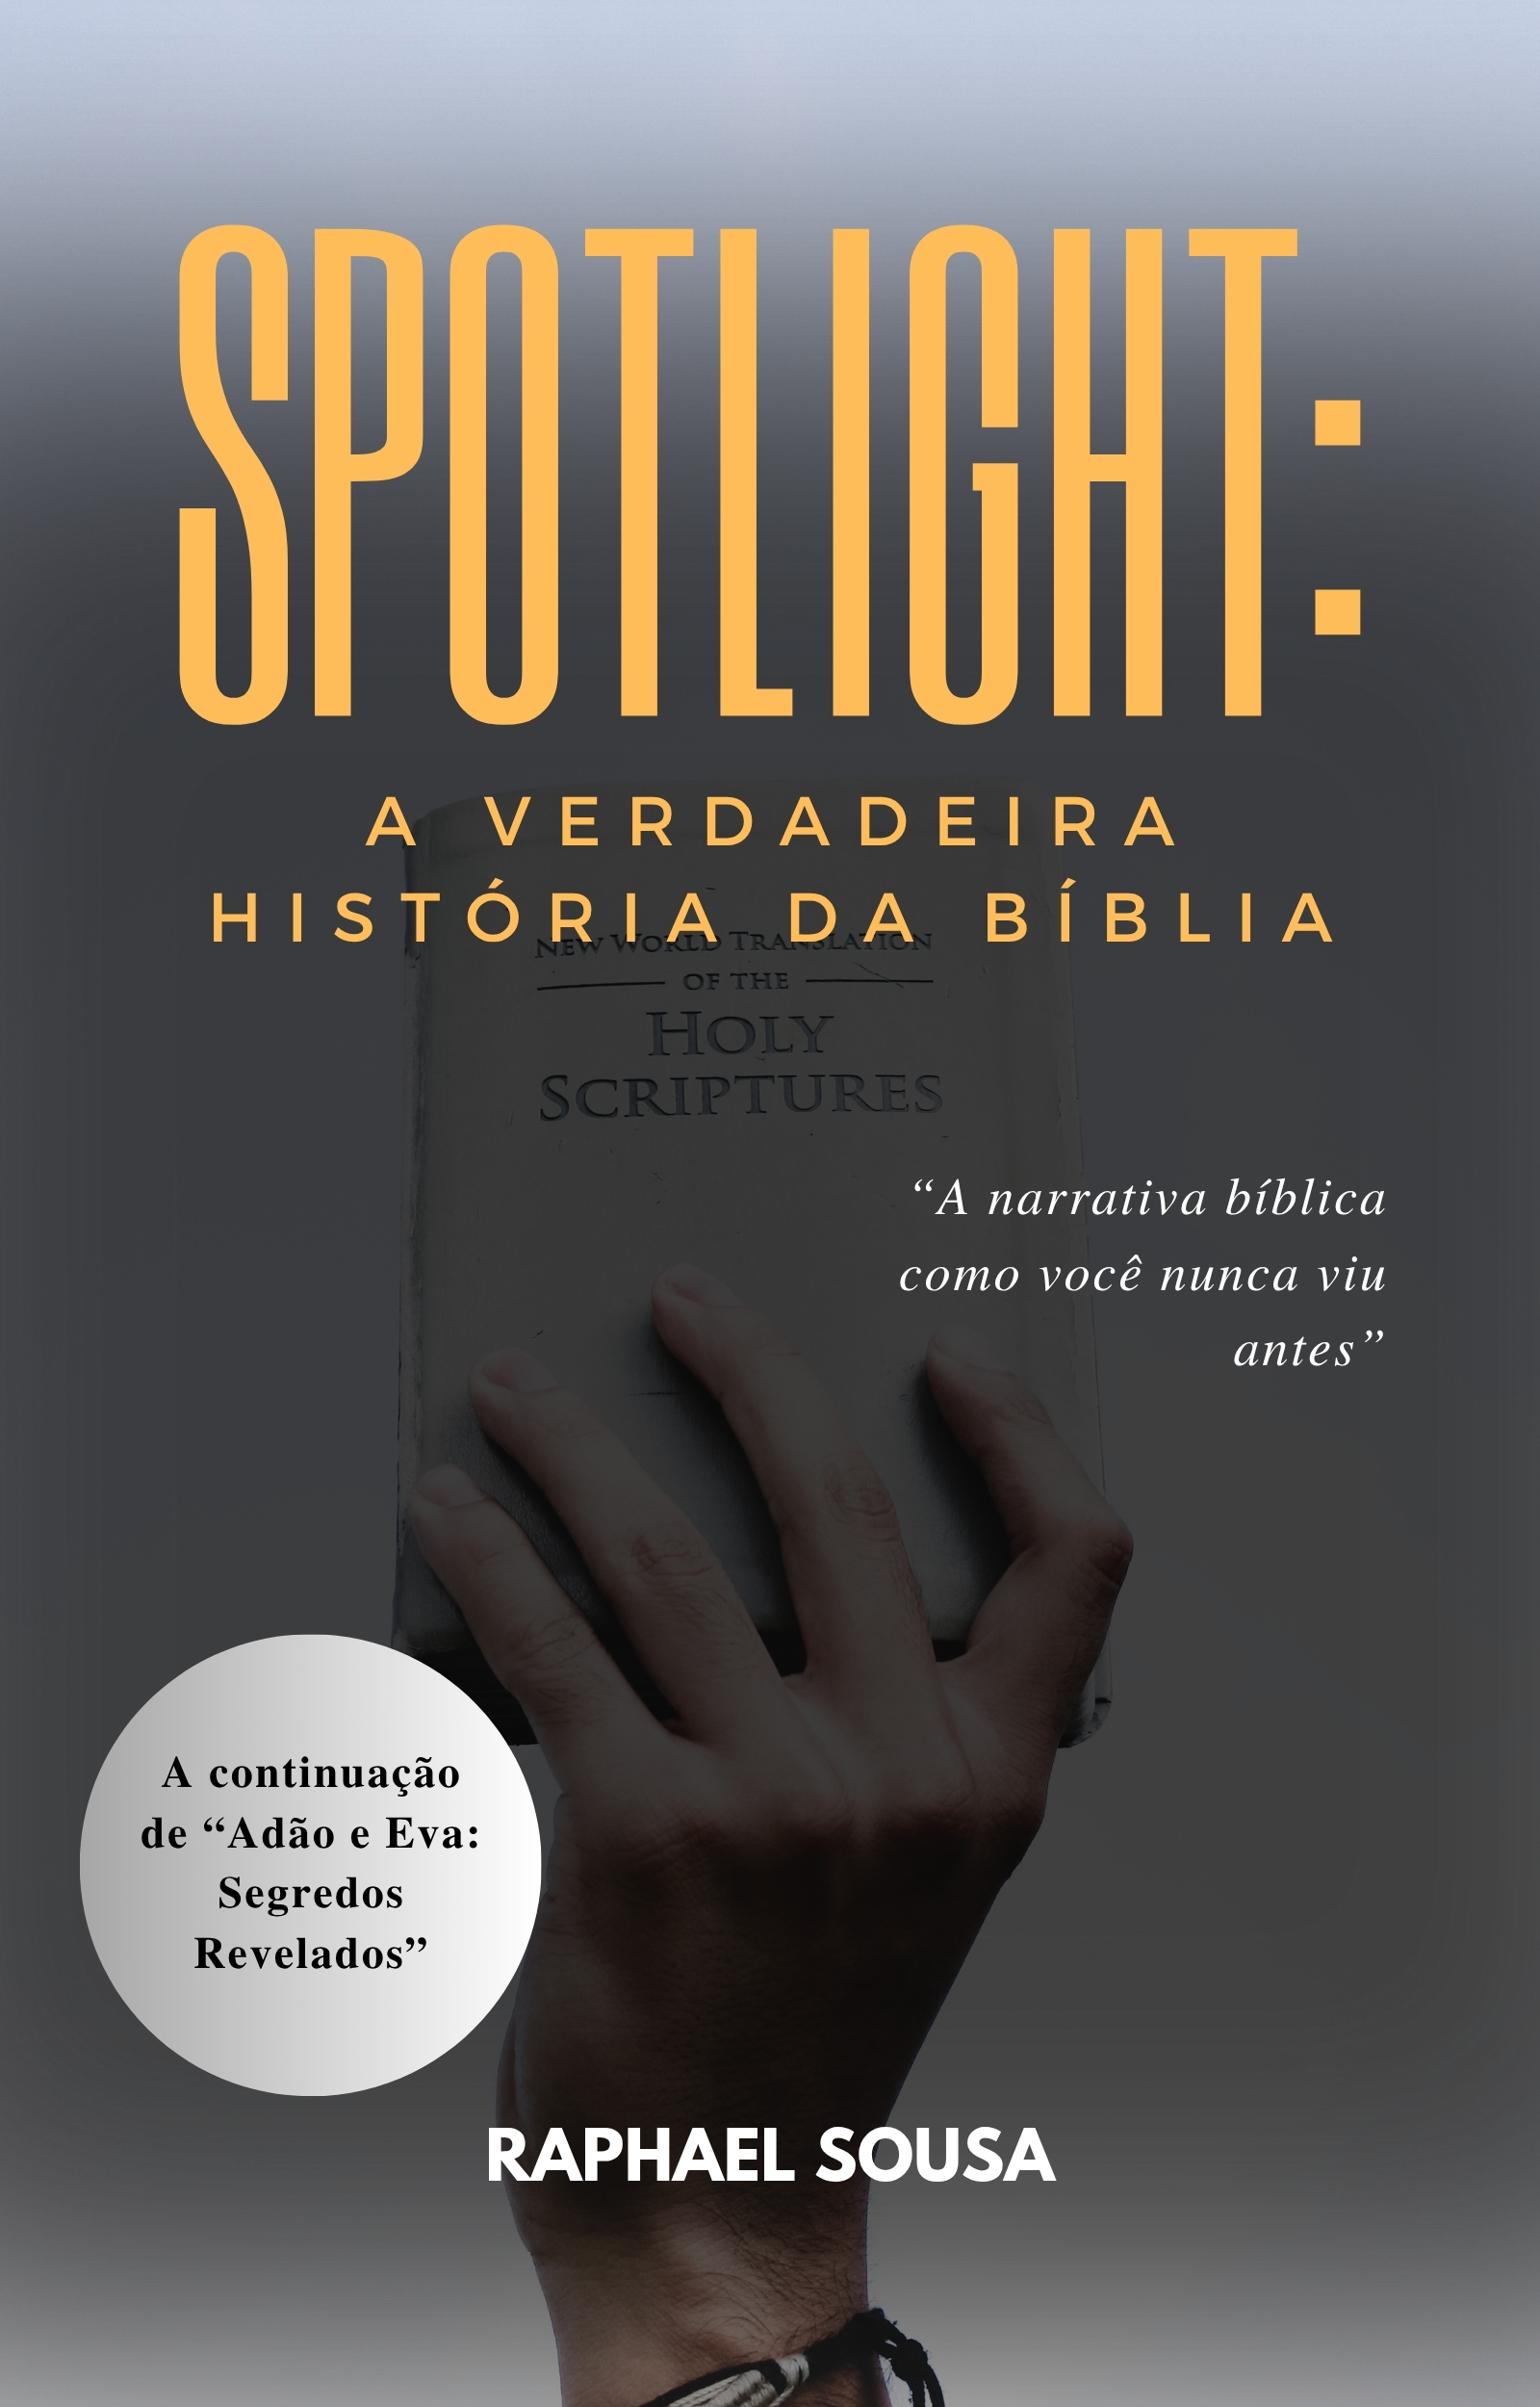 SPOTLIGHT:
A VERDADEIRA
HISTÓRIA DA BÍBLIA
NEW WORLD TRANSLATION
OF THE
HOLY
SCRIPTURES
“A narrativa bíblica
como você nunca viu
antes”
A continuação
de “Adão e Eva:
Segredos
Revelados”
RAPHAEL SOUSA